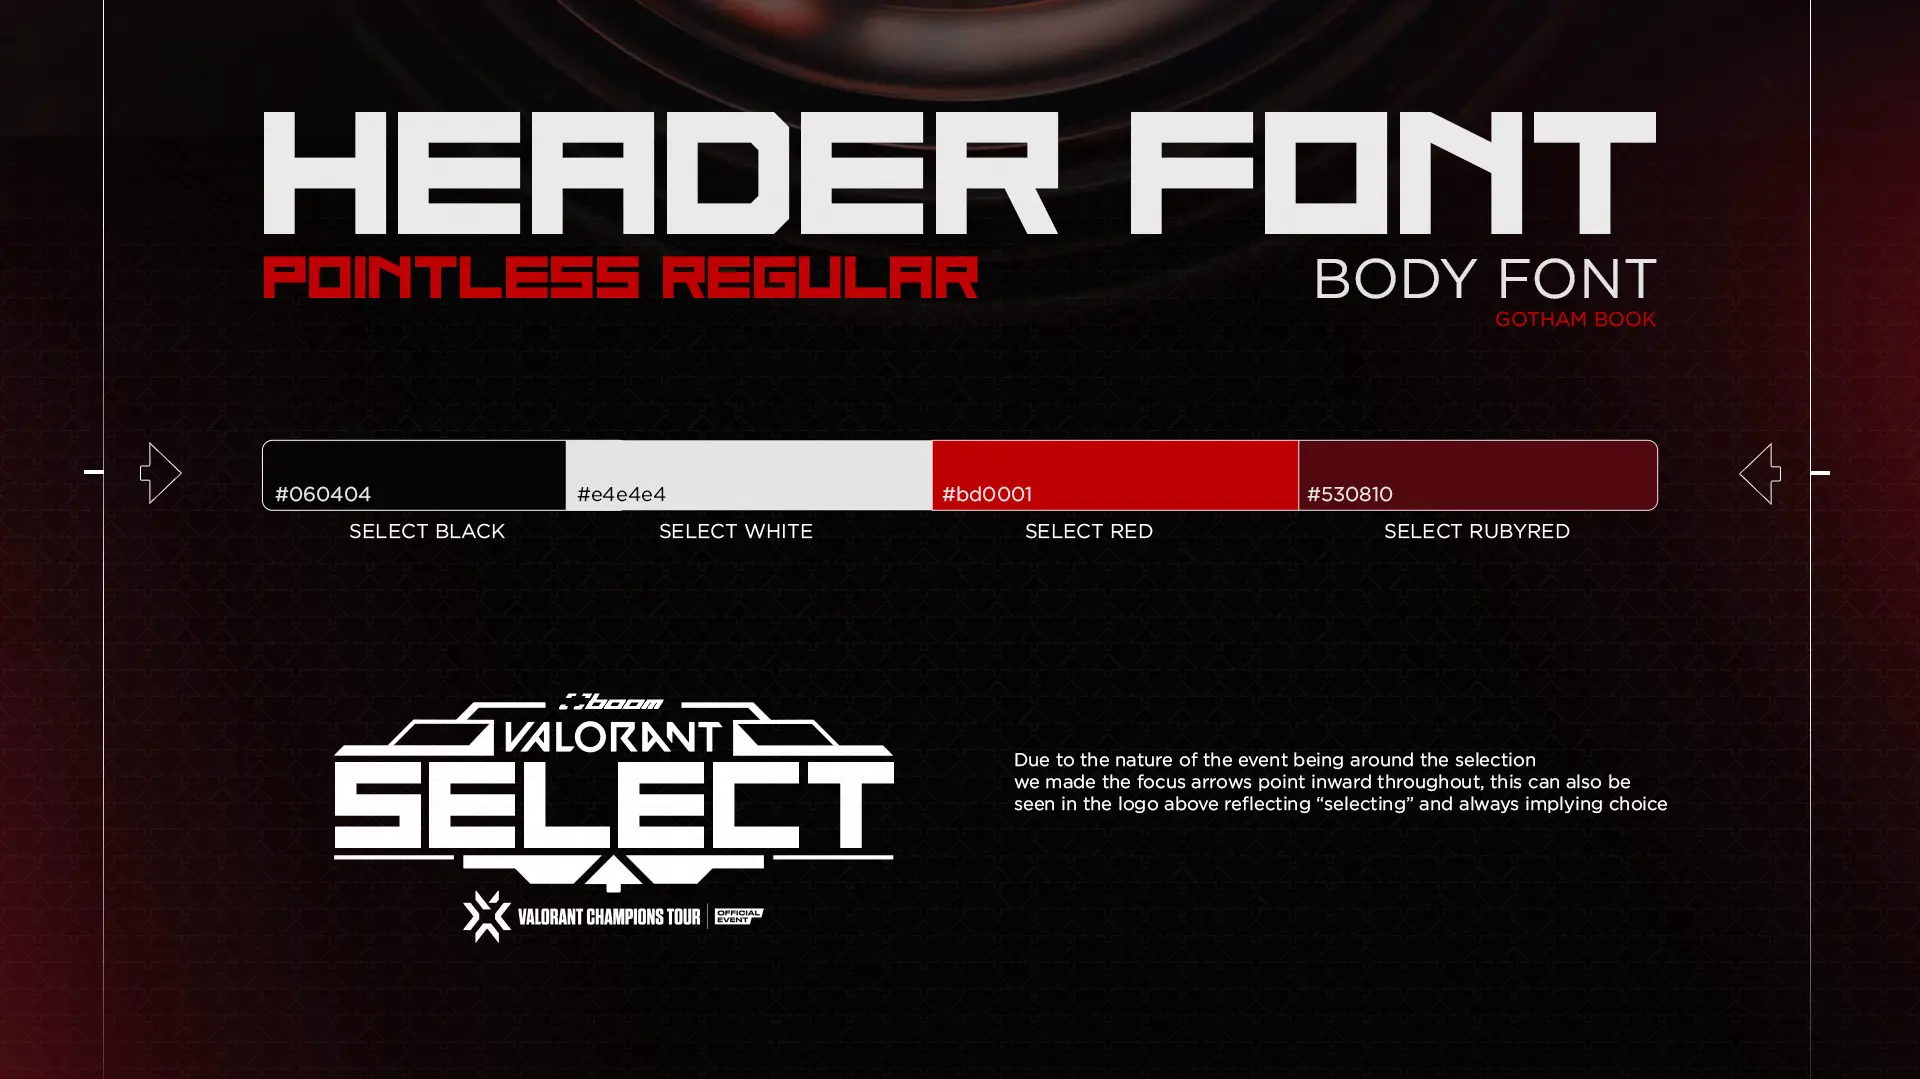 HEADER FONT
POINTLESS REGULAR
BODY FONT
GOTHAM BOOK
#060404
#e4e4e4
#bd0001
#530810
SELECT BLACK
SELECT WHITE
SELECT RED
SELECT RUBYRED
boom
VALORANT
SELECT
VALORANT CHAMPIONS TOUR
OFFICIAL
EVENT
Due to the nature of the event being around the selection
we made the focus arrows point inward throughout, this can also be
seen in the logo above reflecting “selecting” and always implying choice